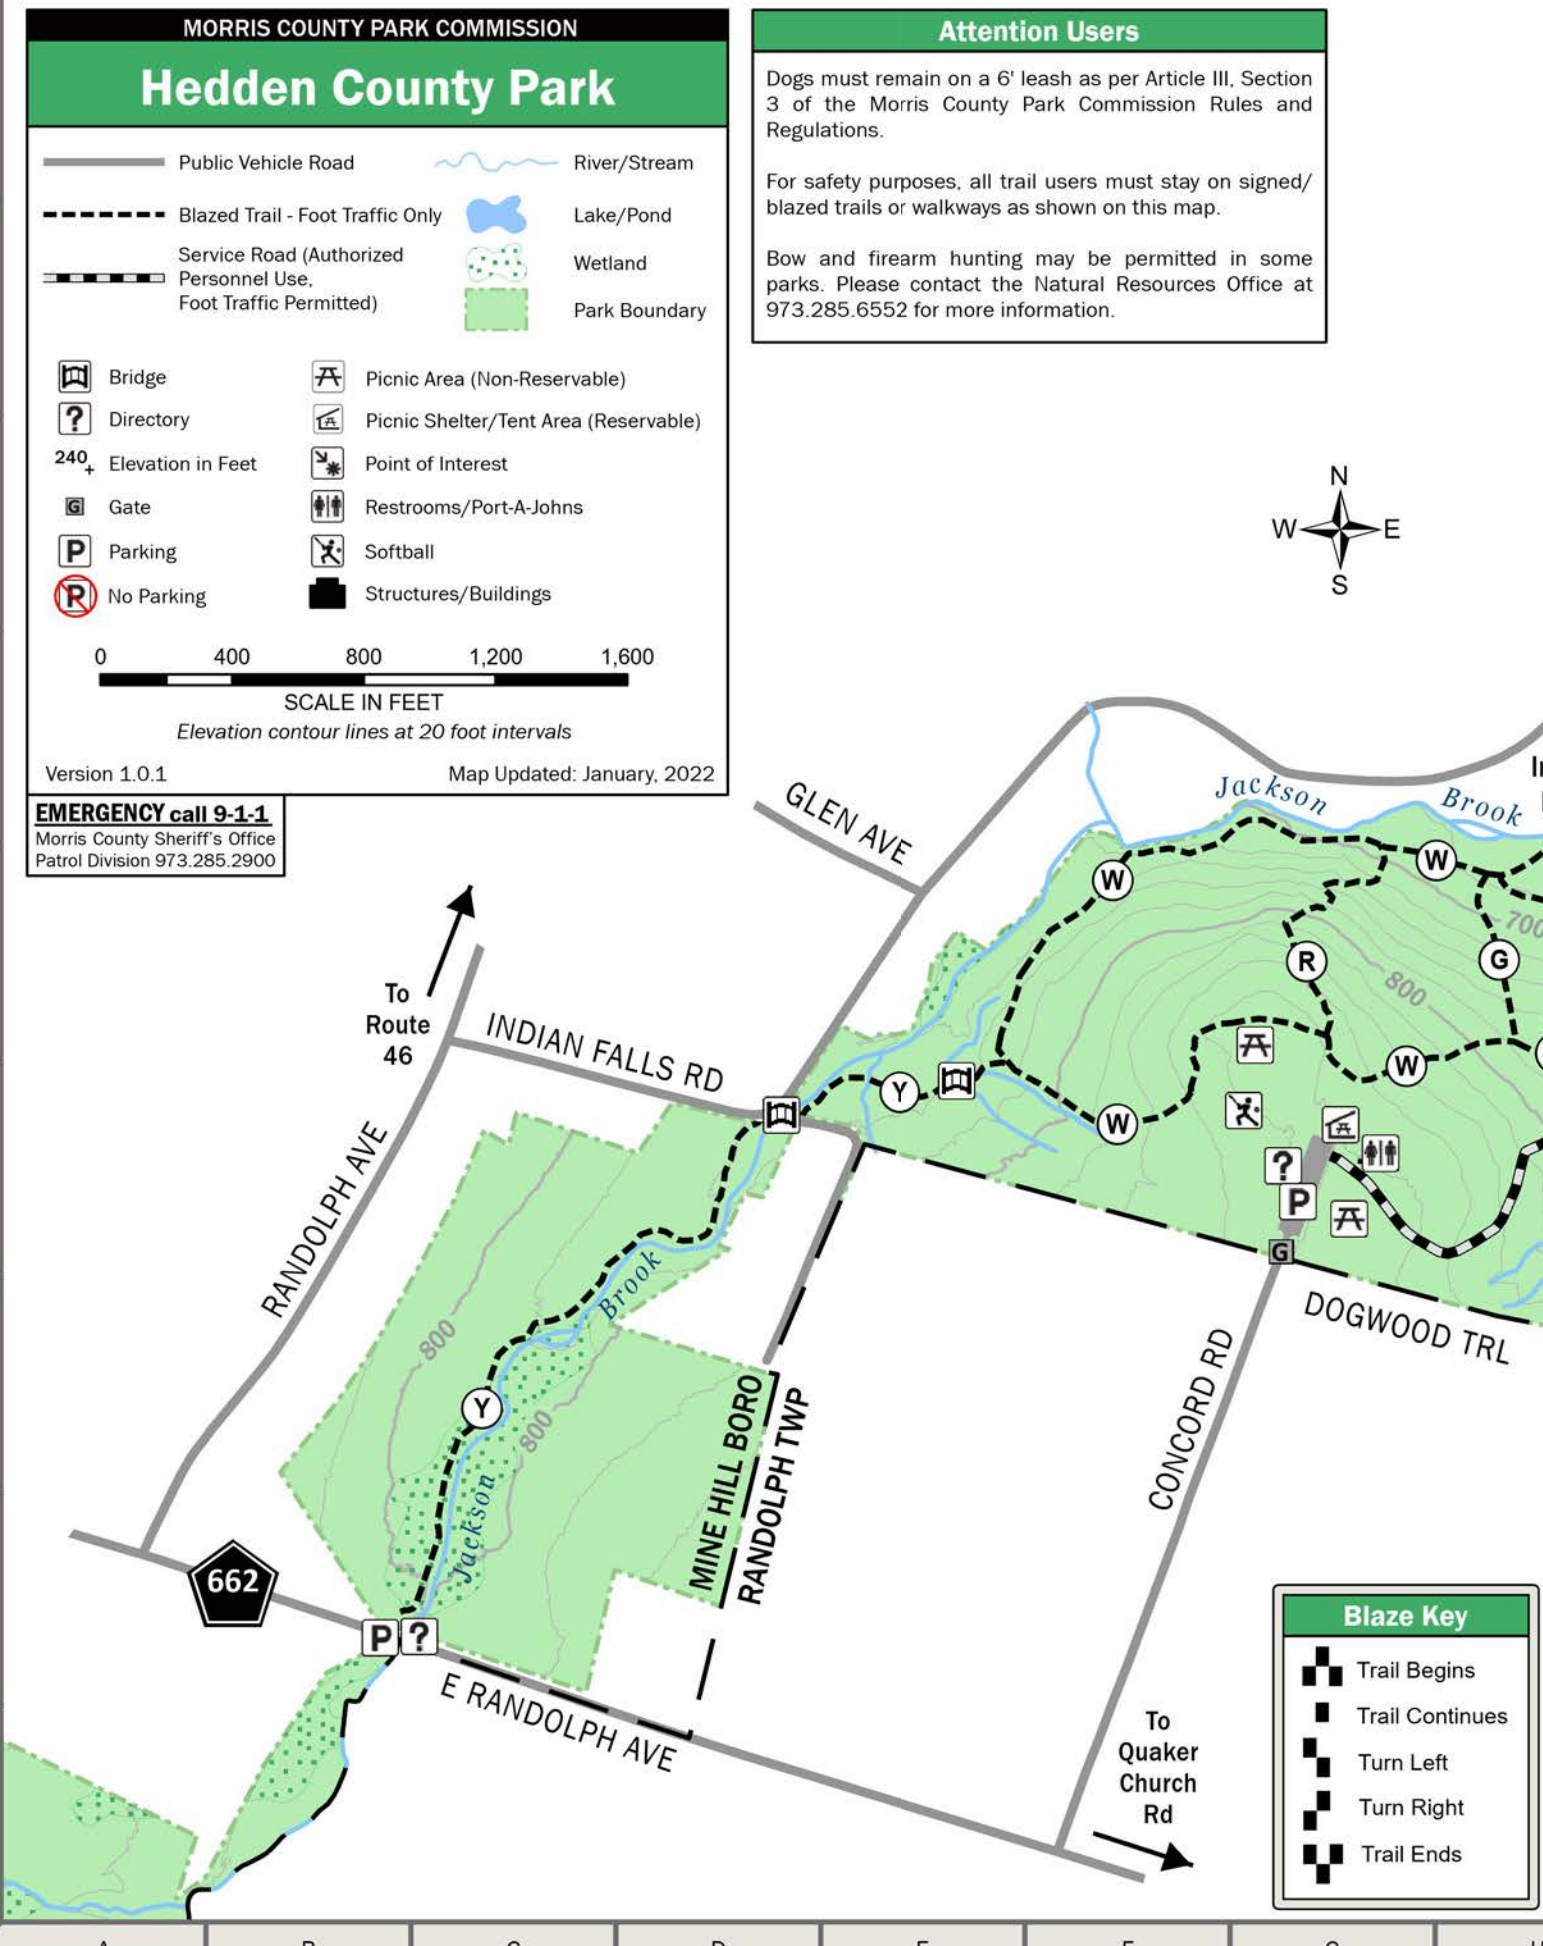 MORRIS COUNTY PARK COMMISSION
Hedden County Park
Public Vehicle Road
River/Stream
Blazed Trail - Foot Traffic Only
Lake/Pond
Service Road (Authorized
Personnel Use,
Foot Traffic Permitted)
Wetland
Park Boundary
Bridge
Picnic Area (Non-Reservable)
? Directory
Picnic Shelter/Tent Area (Reservable)
240+ Elevation in Feet
Point of Interest
G Gate
Restrooms/Port-A-Johns
P Parking
Softball
P No Parking
Structures/Buildings
0 400 800 1,200 1,600
SCALE IN FEET
Elevation contour lines at 20 foot intervals
Version 1.0.1
Map Updated: January, 2022
EMERGENCY call 9-1-1
Morris County Sheriff's Office
Patrol Division 973.285.2900
Attention Users
Dogs must remain on a 6' leash as per Article III, Section
3 of the Morris County Park Commission Rules and
Regulations.
For safety purposes, all trail users must stay on signed/
blazed trails or walkways as shown on this map.
Bow and firearm hunting may be permitted in some
parks. Please contact the Natural Resources Office at
973.285.6552 for more information.
N
W E
S
Jackson
Brook
GLEN AVE
W
W
700
R
G
800
To
Route
46
INDIAN FALLS RD
W
Y
W
RANDOLPH AVE
?
P
G
DOGWOOD TRL
Brook
800
Y
800
Jackson
MINE HILL BORO
RANDOLPH TWP
CONCORD RD
662
P ?
E RANDOLPH AVE
To
Quaker
Church
Rd
Blaze Key
Trail Begins
Trail Continues
Turn Left
Turn Right
Trail Ends